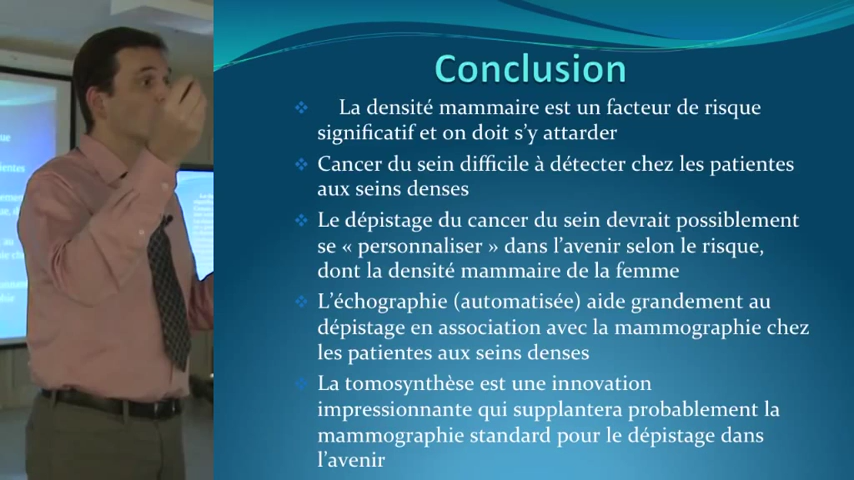 Conclusion
La densité mammaire est un facteur de risque
significatif et on doit s’y attarder
Cancer du sein difficile à détecter chez les patientes
aux seins denses
Le dépistage du cancer du sein devrait possiblement
se « personnaliser » dans l’avenir selon le risque,
dont la densité mammaire de la femme
L’échographie (automatisée) aide grandement au
dépistage en association avec la mammographie chez
les patientes aux seins denses
La tomosynthèse est une innovation
impressionnante qui supplantera probablement la
mammographie standard pour le dépistage dans
l’avenir